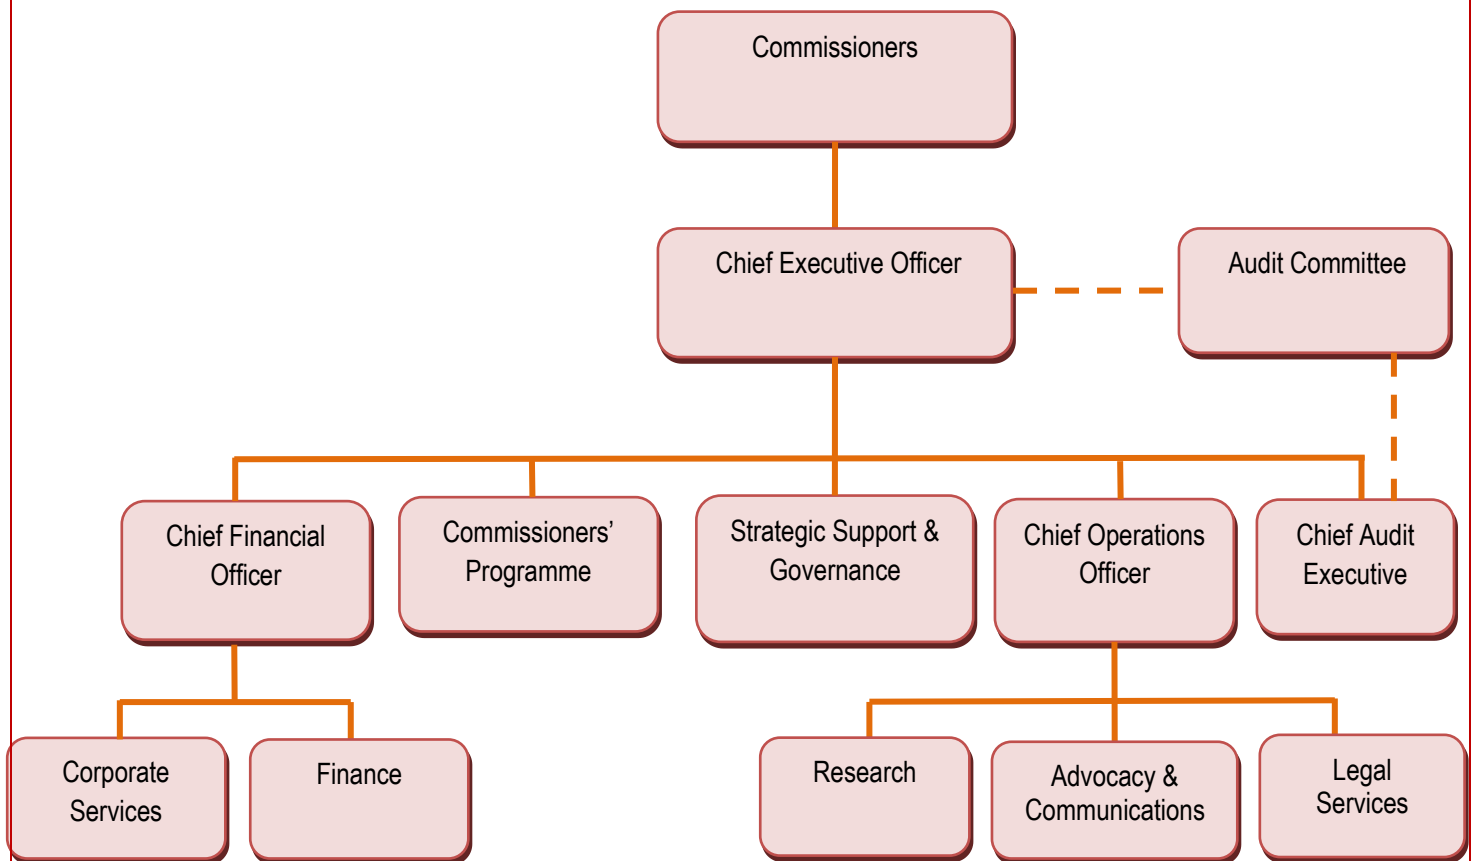 Commissioners
Chief Executive Officer
Audit Committee
Chief Financial
Officer
Commissioners’
Programme
Strategic Support &
Governance
Chief Operations
Officer
Chief Audit
Executive
Corporate
Services
Finance
Research
Advocacy &
Communications
Legal
Services